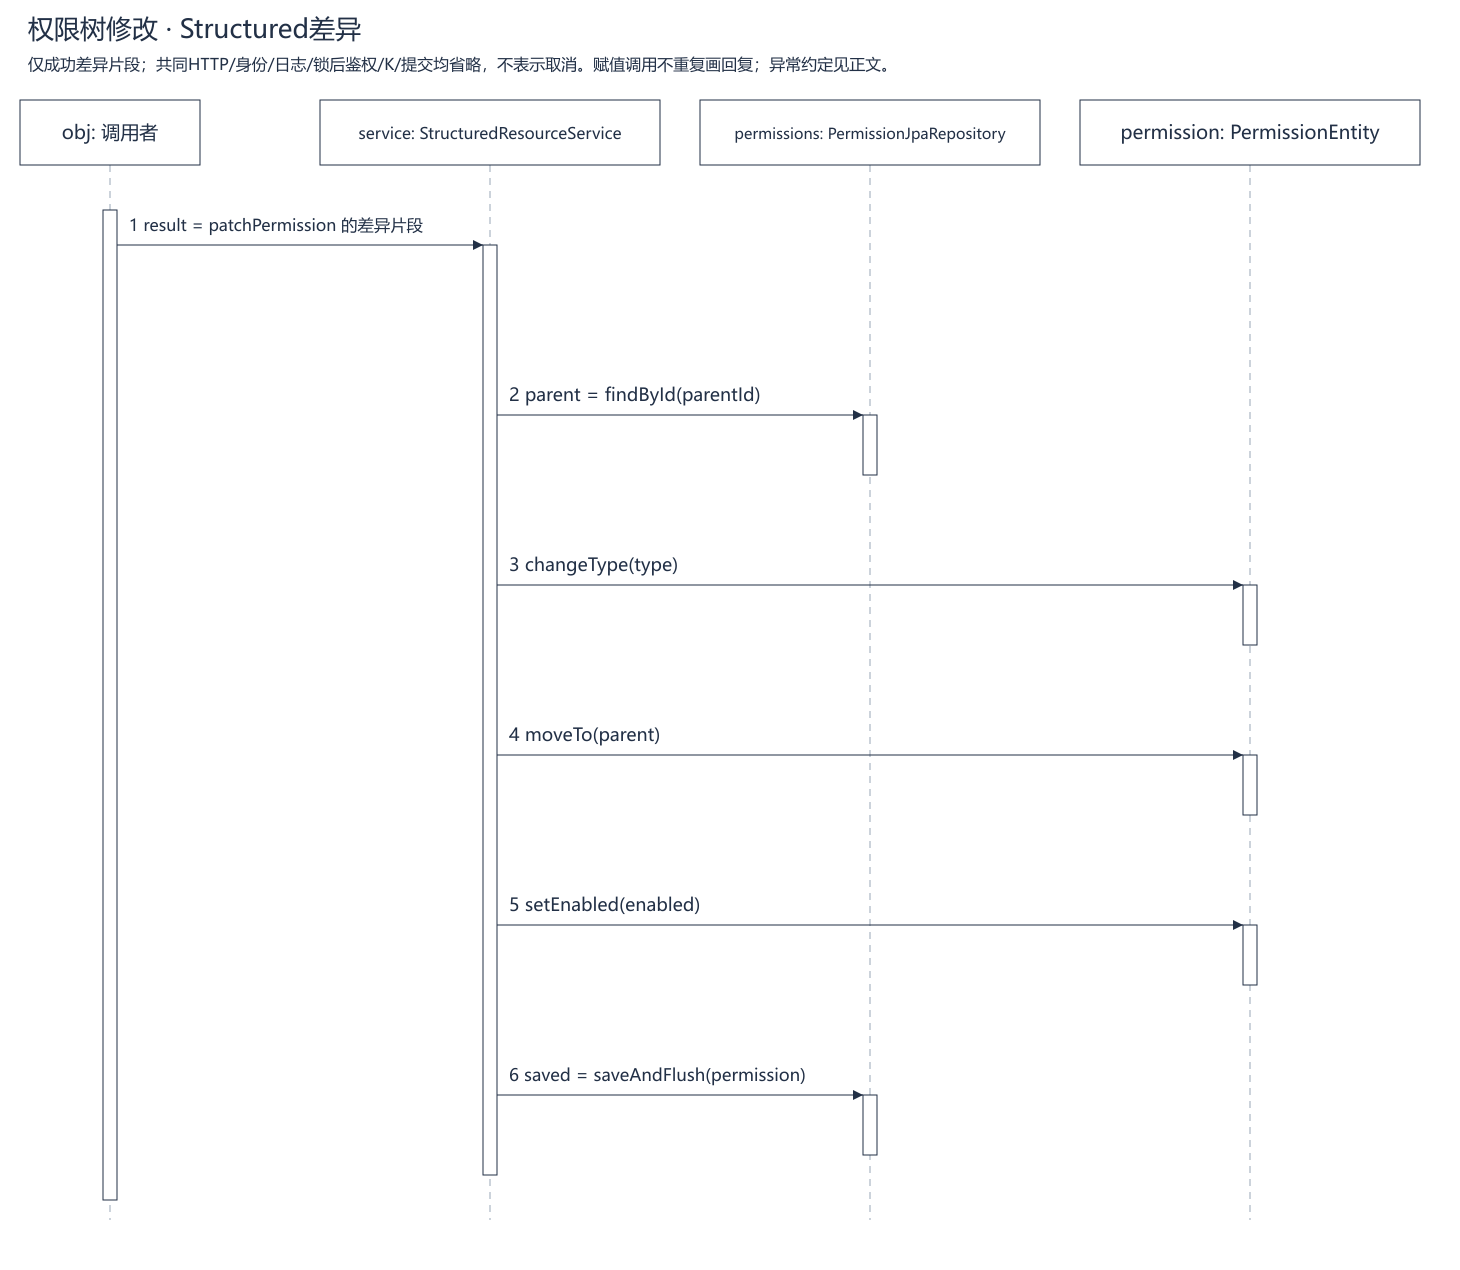 权限树修改 · Structured差异
仅成功差异片段；共同HTTP/身份/日志/锁后鉴权/K/提交均省略，不表示取消。赋值调用不重复画回复；异常约定见正文。
obj: 调用者
service: StructuredResourceService
permissions: PermissionJpaRepository
permission: PermissionEntity
1 result = patchPermission 的差异片段
2 parent = findById(parentId)
3 changeType(type)
4 moveTo(parent)
5 setEnabled(enabled)
6 saved = saveAndFlush(permission)